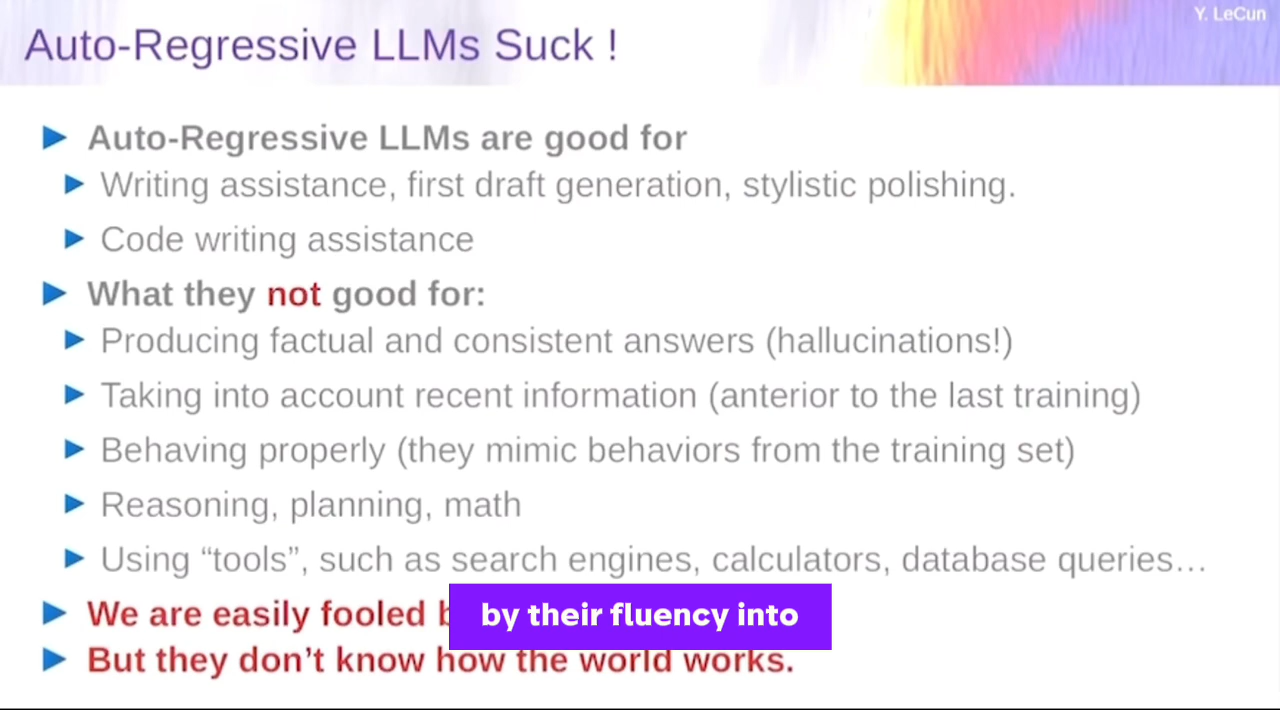 Y. LeCun
Auto-Regressive LLMs Suck !
Auto-Regressive LLMs are good for
Writing assistance, first draft generation, stylistic polishing.
Code writing assistance
What they not good for:
Producing factual and consistent answers (hallucinations!)
Taking into account recent information (anterior to the last training)
Behaving properly (they mimic behaviors from the training set)
Reasoning, planning, math
Using “tools”, such as search engines, calculators, database queries…
We are easily fooled
by their fluency into
But they don’t know how the world works.